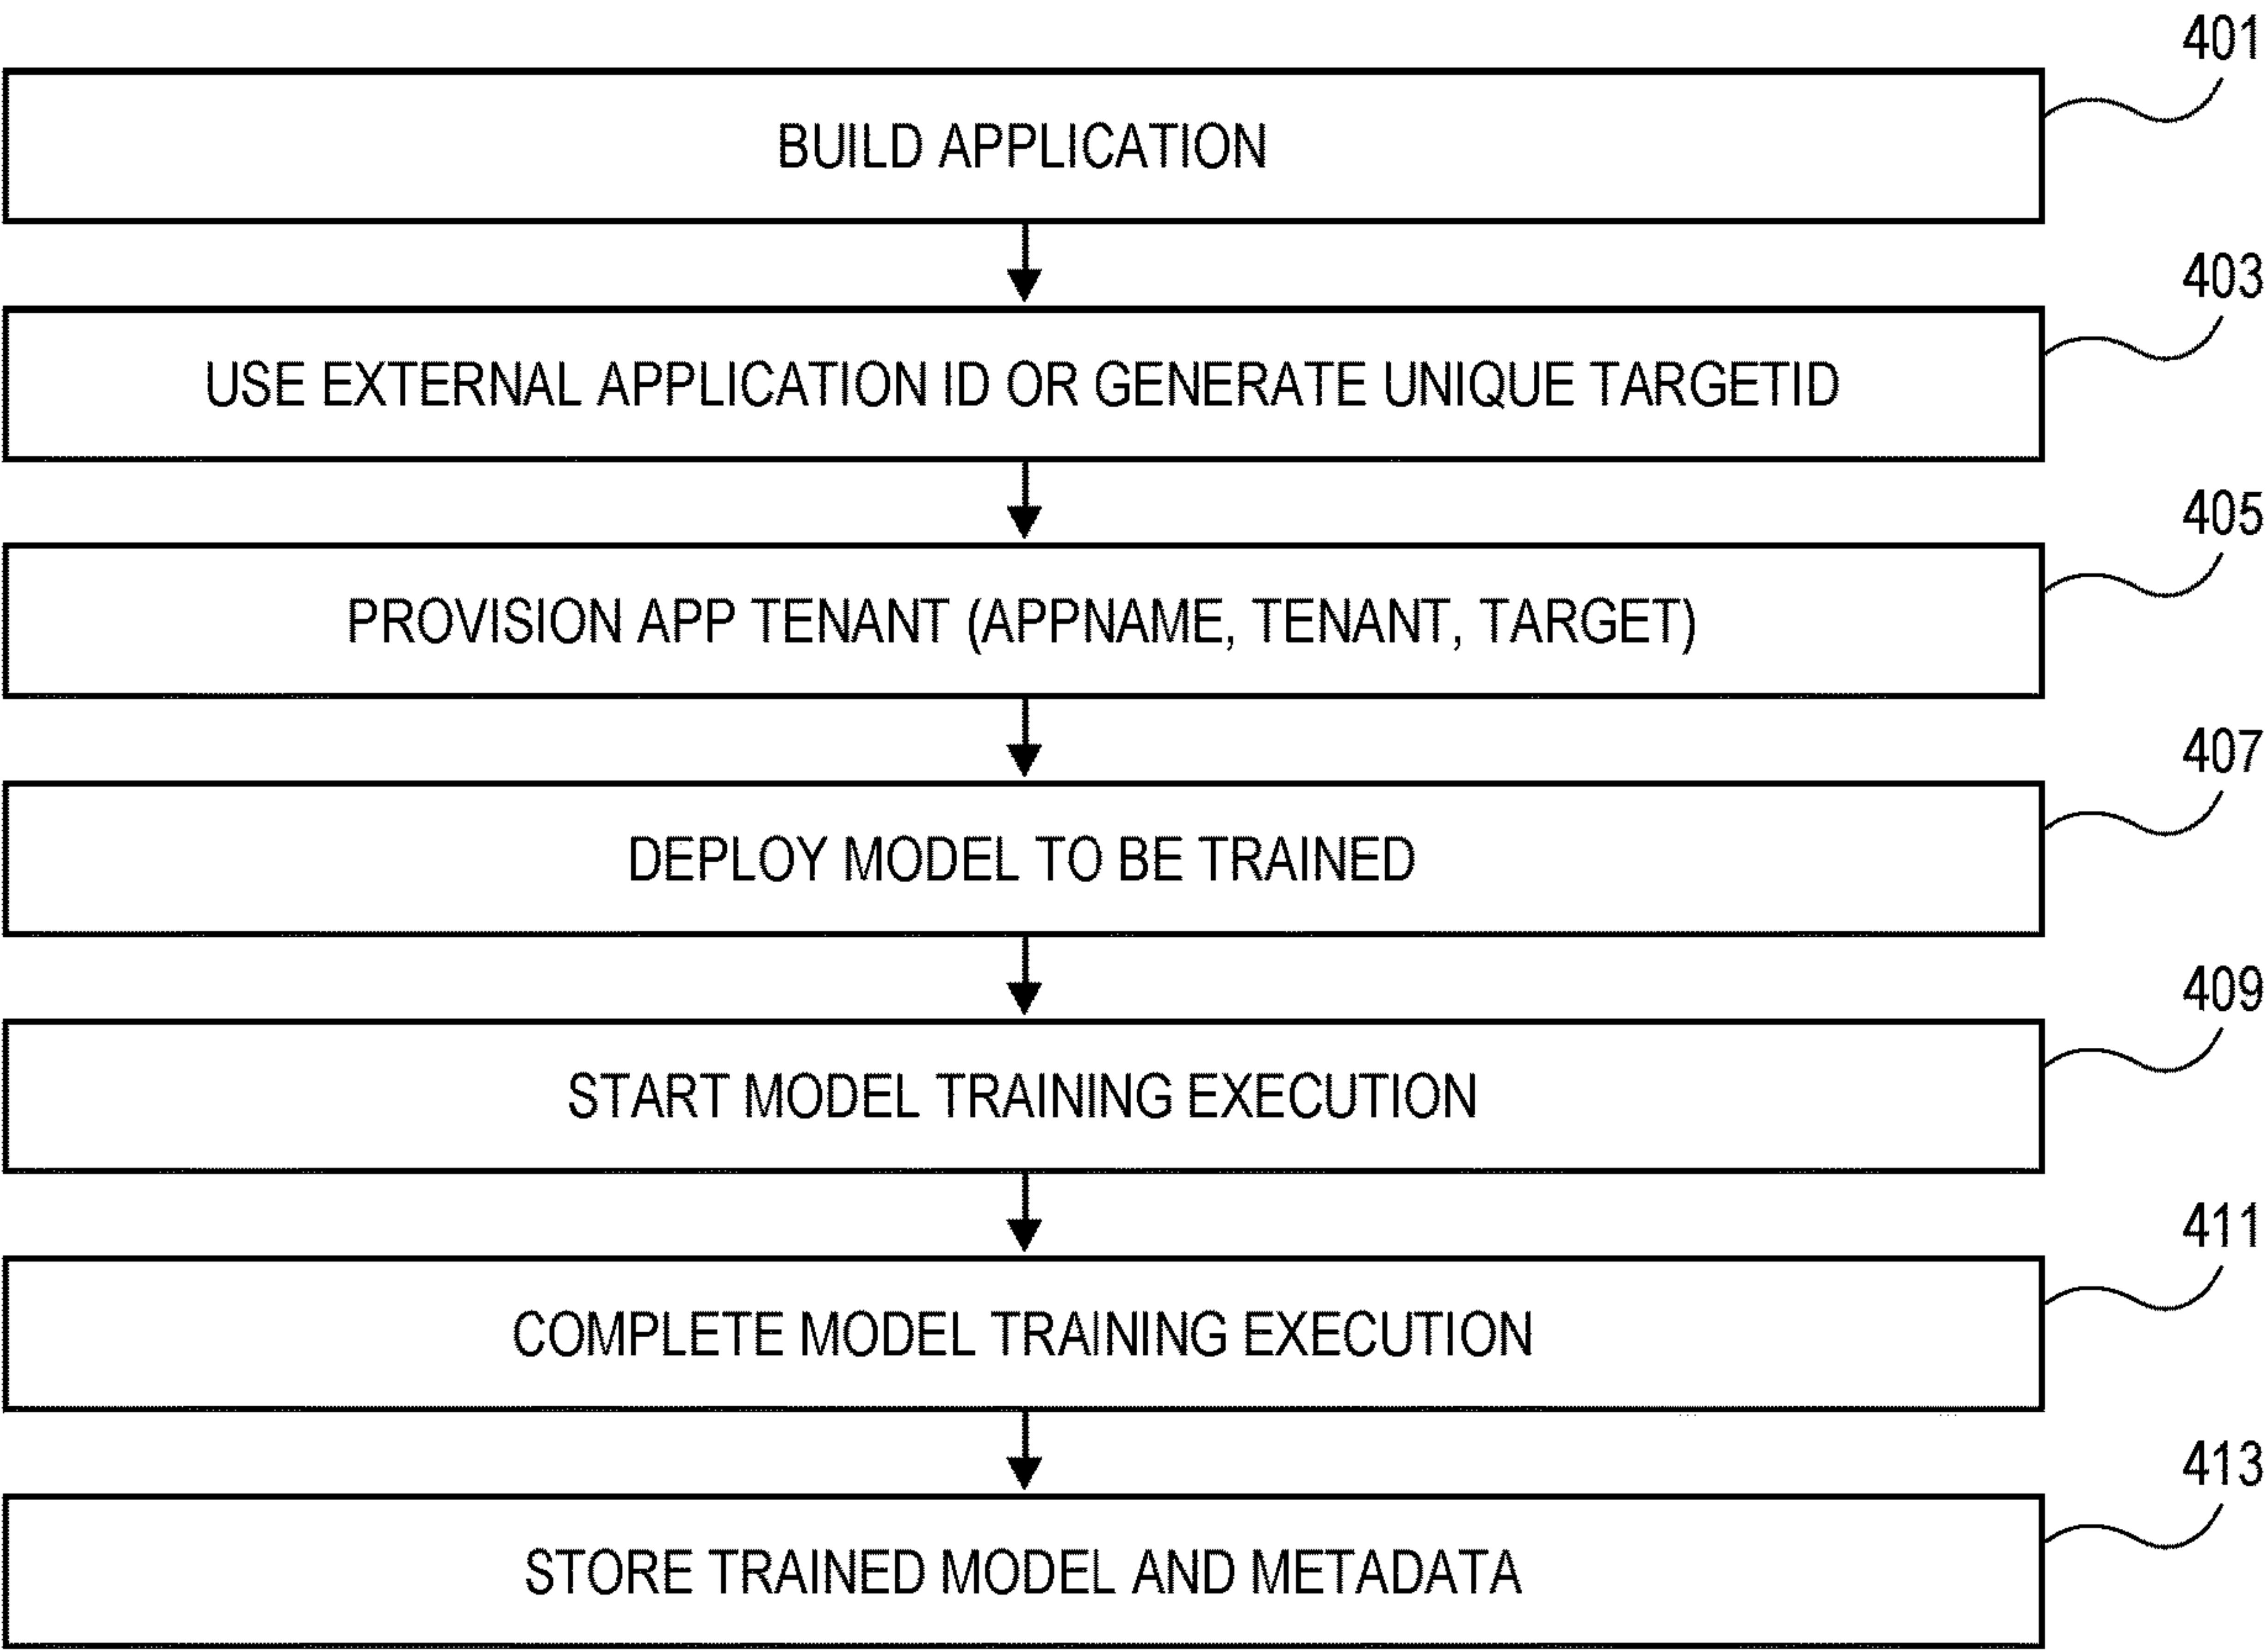 401
BUILD APPLICATION
403
USE EXTERNAL APPLICATION ID OR GENERATE UNIQUE TARGETID
405
PROVISION APP TENANT (APPNAME, TENANT, TARGET)
407
DEPLOY MODEL TO BE TRAINED
409
START MODEL TRAINING EXECUTION
411
COMPLETE MODEL TRAINING EXECUTION
413
STORE TRAINED MODEL AND METADATA